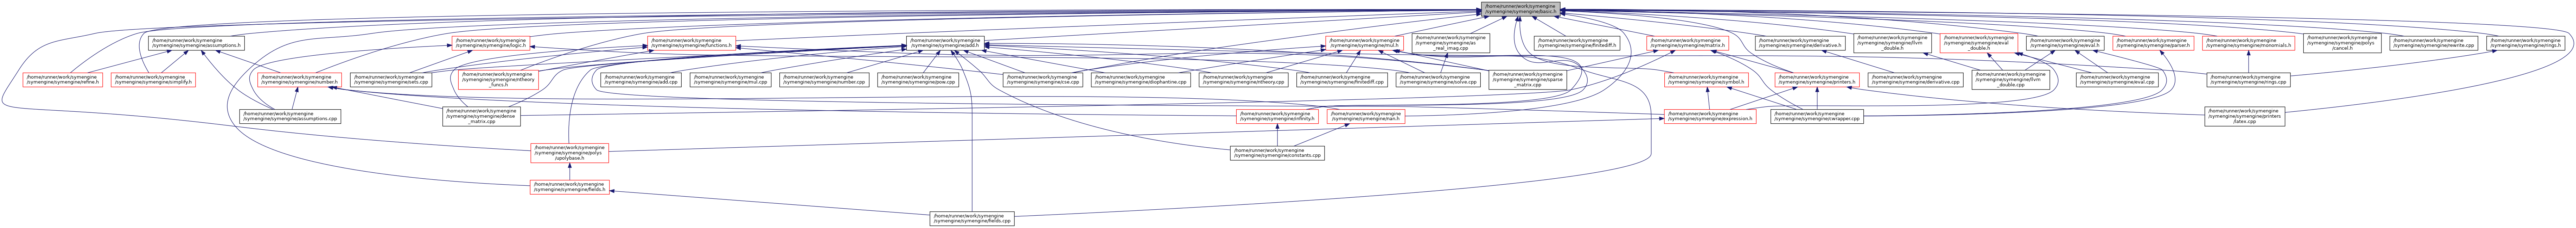 /home/runner/work/symengine
/symengine/symengine/basic.h
/home/runner/work/symengine
/symengine/symengine/assumptions.h
/home/runner/work/symengine
/symengine/symengine/logic.h
/home/runner/work/symengine
/symengine/symengine/functions.h
/home/runner/work/symengine
/symengine/symengine/add.h
/home/runner/work/symengine
/symengine/symengine/mul.h
/home/runner/work/symengine
/symengine/symengine/as
_real_imag.cpp
/home/runner/work/symengine
/symengine/symengine/finitediff.h
/home/runner/work/symengine
/symengine/symengine/matrix.h
/home/runner/work/symengine
/symengine/symengine/derivative.h
/home/runner/work/symengine
/symengine/symengine/llvm
_double.h
/home/runner/work/symengine
/symengine/symengine/eval
_double.h
/home/runner/work/symengine
/symengine/symengine/eval.h
/home/runner/work/symengine
/symengine/symengine/parser.h
/home/runner/work/symengine
/symengine/symengine/monomials.h
/home/runner/work/symengine
/symengine/symengine/polys
/cancel.h
/home/runner/work/symengine
/symengine/symengine/rewrite.cpp
/home/runner/work/symengine
/symengine/symengine/rings.h
/home/runner/work/symengine
/symengine/symengine/refine.h
/home/runner/work/symengine
/symengine/symengine/simplify.h
/home/runner/work/symengine
/symengine/symengine/number.h
/home/runner/work/symengine
/symengine/symengine/sets.cpp
/home/runner/work/symengine
/symengine/symengine/ntheory
_funcs.h
/home/runner/work/symengine
/symengine/symengine/add.cpp
/home/runner/work/symengine
/symengine/symengine/mul.cpp
/home/runner/work/symengine
/symengine/symengine/number.cpp
/home/runner/work/symengine
/symengine/symengine/pow.cpp
/home/runner/work/symengine
/symengine/symengine/cse.cpp
/home/runner/work/symengine
/symengine/symengine/diophantine.cpp
/home/runner/work/symengine
/symengine/symengine/ntheory.cpp
/home/runner/work/symengine
/symengine/symengine/finitediff.cpp
/home/runner/work/symengine
/symengine/symengine/solve.cpp
/home/runner/work/symengine
/symengine/symengine/sparse
_matrix.cpp
/home/runner/work/symengine
/symengine/symengine/symbol.h
/home/runner/work/symengine
/symengine/symengine/printers.h
/home/runner/work/symengine
/symengine/symengine/derivative.cpp
/home/runner/work/symengine
/symengine/symengine/llvm
_double.cpp
/home/runner/work/symengine
/symengine/symengine/eval.cpp
/home/runner/work/symengine
/symengine/symengine/rings.cpp
/home/runner/work/symengine
/symengine/symengine/assumptions.cpp
/home/runner/work/symengine
/symengine/symengine/dense
_matrix.cpp
/home/runner/work/symengine
/symengine/symengine/infinity.h
/home/runner/work/symengine
/symengine/symengine/nan.h
/home/runner/work/symengine
/symengine/symengine/expression.h
/home/runner/work/symengine
/symengine/symengine/cwrapper.cpp
/home/runner/work/symengine
/symengine/symengine/printers
/latex.cpp
/home/runner/work/symengine
/symengine/symengine/polys
/upolybase.h
/home/runner/work/symengine
/symengine/symengine/constants.cpp
/home/runner/work/symengine
/symengine/symengine/fields.h
/home/runner/work/symengine
/symengine/symengine/fields.cpp